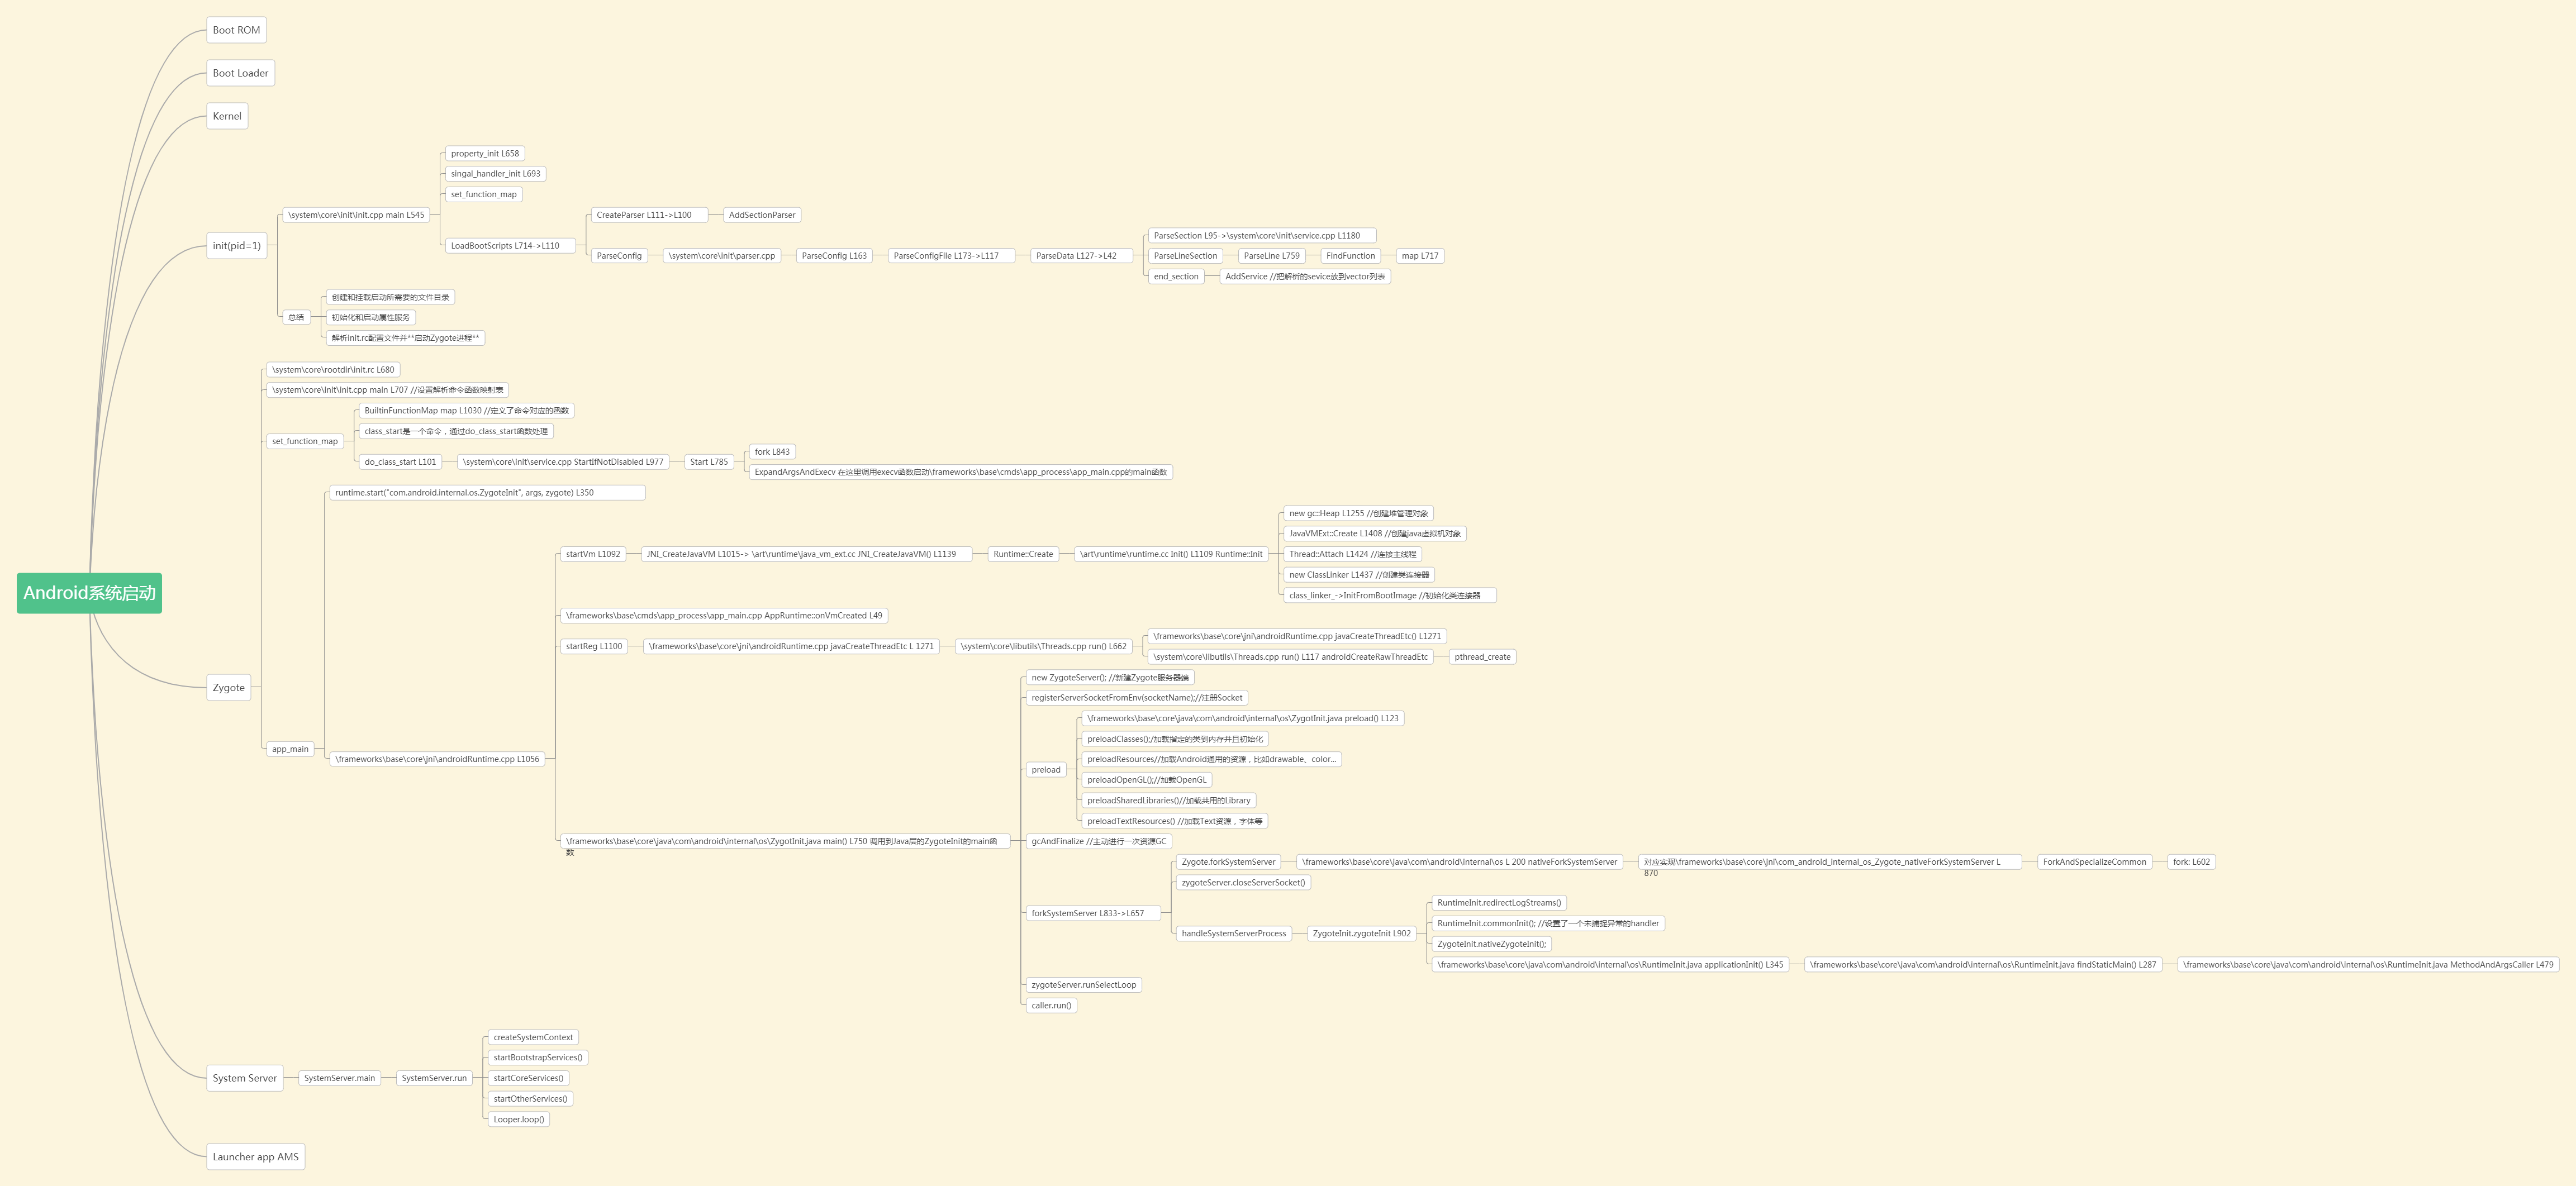 Android系统启动
Boot ROM
Boot Loader
Kernel
init(pid=1)
\system\core\init\init.cpp main L545
property_init L658
singal_handler_init L693
set_function_map
LoadBootScripts L714->L110
CreateParser L111->L100
AddSectionParser
ParseConfig
\system\core\init\parser.cpp
ParseConfig L163
ParseConfigFile L173->L117
ParseData L127->L42
ParseSection L95->\system\core\init\service.cpp L1180
ParseLineSection
ParseLine L759
FindFunction
map L717
end_section
AddService //把解析的sevice放到vector列表
总结
创建和挂载启动所需要的文件目录
初始化和启动属性服务
解析init.rc配置文件并**启动Zygote进程**
Zygote
\system\core\rootdir\init.rc L680
\system\core\init\init.cpp main L707 //设置解析命令函数映射表
set_function_map
BuiltinFunctionMap map L1030 //定义了命令对应的函数
class_start是一个命令，通过do_class_start函数处理
do_class_start L101
\system\core\init\service.cpp StartIfNotDisabled L977
Start L785
fork L843
ExpandArgsAndExecv 在这里调用execv函数启动\frameworks\base\cmds\app_process\app_main.cpp的main函数
app_main
runtime.start("com.android.internal.os.ZygoteInit", args, zygote) L350
\frameworks\base\core\jni\androidRuntime.cpp L1056
startVm L1092
JNI_CreateJavaVM L1015-> \art\runtime\java_vm_ext.cc JNI_CreateJavaVM() L1139
Runtime::Create
\art\runtime\runtime.cc Init() L1109 Runtime::Init
new gc::Heap L1255 //创建堆管理对象
JavaVMExt::Create L1408 //创建java虚拟机对象
Thread::Attach L1424 //连接主线程
new ClassLinker L1437 //创建类连接器
class_linker_->InitFromBootImage //初始化类连接器
\frameworks\base\cmds\app_process\app_main.cpp AppRuntime::onVmCreated L49
startReg L1100
\frameworks\base\core\jni\androidRuntime.cpp javaCreateThreadEtc L 1271
\system\core\libutils\Threads.cpp run() L662
\frameworks\base\core\jni\androidRuntime.cpp javaCreateThreadEtc() L1271
\system\core\libutils\Threads.cpp run() L117 androidCreateRawThreadEtc
pthread_create
\frameworks\base\core\java\com\android\internal\os\ZygotInit.java main() L750 调用到Java层的ZygoteInit的main函
数
new ZygoteServer(); //新建Zygote服务器端
registerServerSocketFromEnv(socketName);//注册Socket
preload
\frameworks\base\core\java\com\android\internal\os\ZygotInit.java preload() L123
preloadClasses();/加载指定的类到内存并且初始化
preloadResources//加载Android通用的资源，比如drawable、color...
preloadOpenGL();//加载OpenGL
preloadSharedLibraries()//加载共用的Library
preloadTextResources() //加载Text资源，字体等
gcAndFinalize //主动进行一次资源GC
forkSystemServer L833->L657
Zygote.forkSystemServer
\frameworks\base\core\java\com\android\internal\os L 200 nativeForkSystemServer
对应实现\frameworks\base\core\jni\com_android_internal_os_Zygote_nativeForkSystemServer L
870
ForkAndSpecializeCommon
fork: L602
zygoteServer.closeServerSocket()
handleSystemServerProcess
ZygoteInit.zygoteInit L902
RuntimeInit.redirectLogStreams()
RuntimeInit.commonInit(); //设置了一个未捕捉异常的handler
ZygoteInit.nativeZygoteInit();
\frameworks\base\core\java\com\android\internal\os\RuntimeInit.java applicationInit() L345
\frameworks\base\core\java\com\android\internal\os\RuntimeInit.java findStaticMain() L287
\frameworks\base\core\java\com\android\internal\os\RuntimeInit.java MethodAndArgsCaller L479
zygoteServer.runSelectLoop
caller.run()
System Server
SystemServer.main
SystemServer.run
createSystemContext
startBootstrapServices()
startCoreServices()
startOtherServices()
Looper.loop()
Launcher app AMS